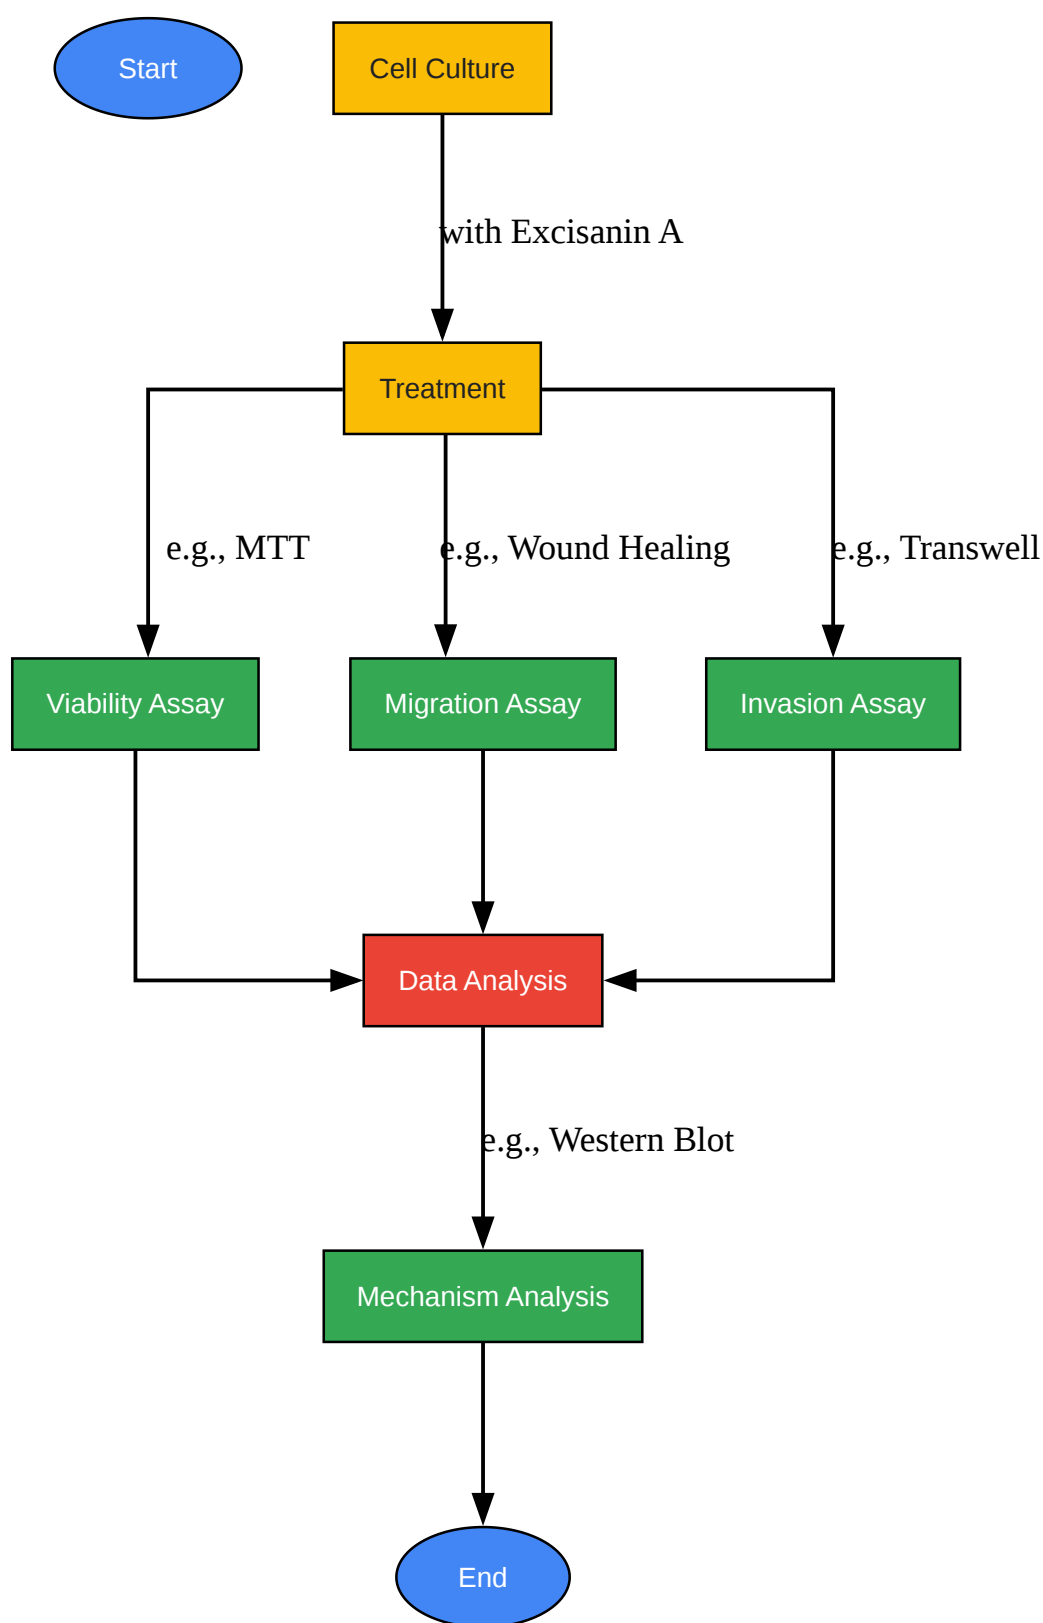 Start
Cell Culture
with Excisanin A
Treatment
e.g., MTT
e.g., Wound Healing
e.g., Transwell
Viability Assay
Migration Assay
Invasion Assay
Data Analysis
e.g., Western Blot
Mechanism Analysis
End